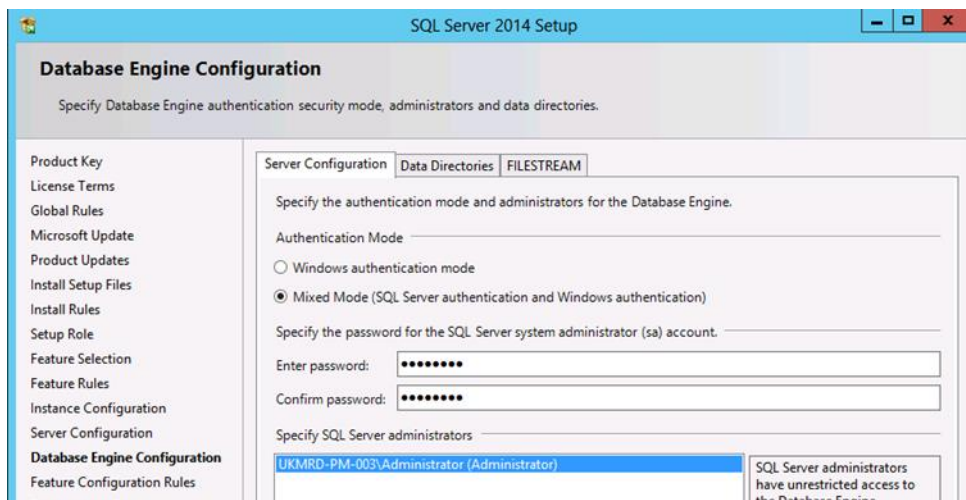 SQL Server 2014 Setup
Database Engine Configuration
Specify Database Engine authentication security mode, administrators and data directories.
Product Key
License Terms
Global Rules
Microsoft Update
Product Updates
Install Setup Files
Install Rules
Setup Role
Feature Selection
Feature Rules
Instance Configuration
Server Configuration
Database Engine Configuration
Feature Configuration Rules
Server Configuration Data Directories FILESTREAM
Specify the authentication mode and administrators for the Database Engine.
Authentication Mode
Windows authentication mode
Mixed Mode (SQL Server authentication and Windows authentication)
Specify the password for the SQL Server system administrator (sa) account.
Enter password: ●●●●●●●●
Confirm password: ●●●●●●●●
Specify SQL Server administrators
UKMRD-PM-003\Administrator (Administrator)
SQL Server administrators
have unrestricted access to
the Database Engine